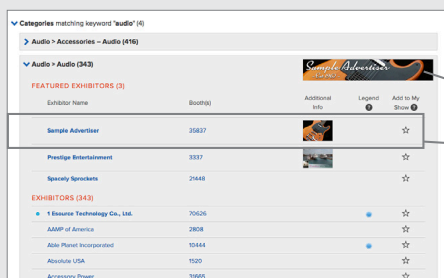 Categories matching keyword "audio" (4)
Audio > Accessories – Audio (416)
Audio > Audio (343)
Sample Advertiser
FEATURED EXHIBITORS (3)
Exhibitor Name Booth(s) Additional Info Legend Add to My Show
Sample Advertiser 35837
Prestige Entertainment 3337
Spacely Sprockets 21448
EXHIBITORS (343)
1 Esource Technology Co., Ltd. 70626
AAMP of America 2808
Able Planet Incorporated 10444
Absolute USA 1520
Accessory Power 31665